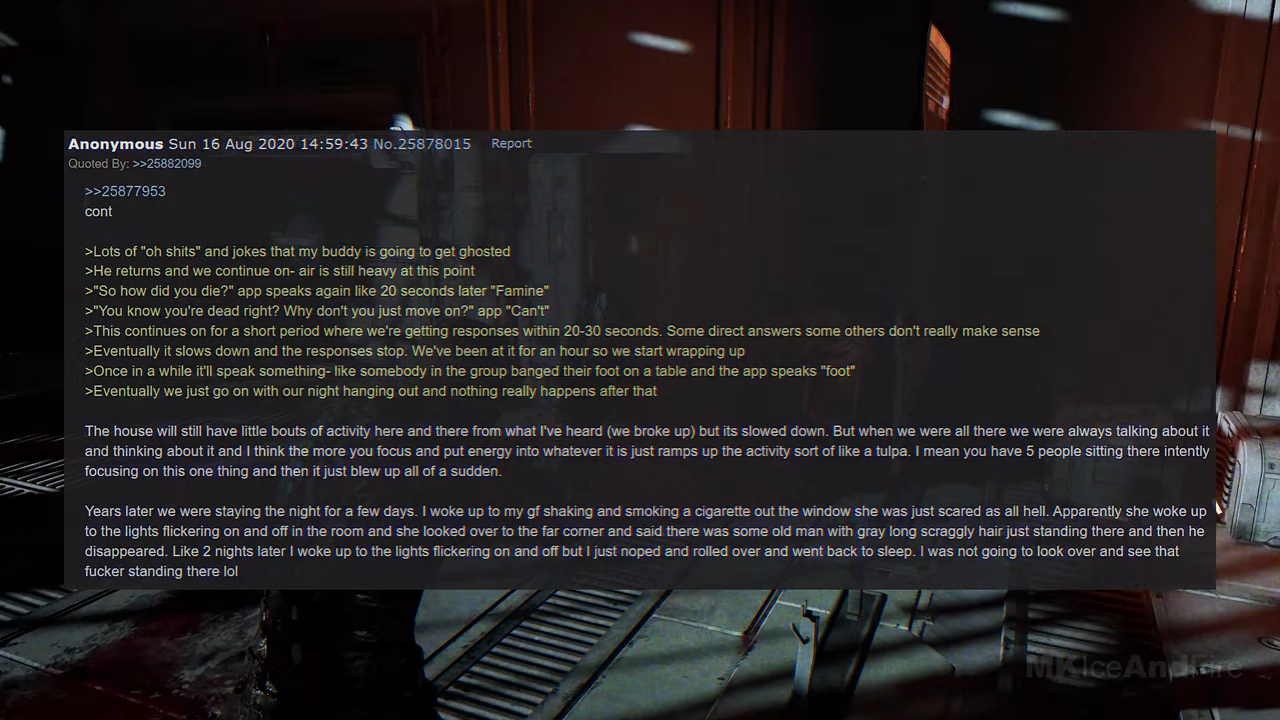 Anonymous Sun 16 Aug 2020 14:59:43 No.25878015 Report
Quoted By: >>25882099
>>25877953
cont
>Lots of "oh shits" and jokes that my buddy is going to get ghosted
>He returns and we continue on- air is still heavy at this point
>"So how did you die?" app speaks again like 20 seconds later "Famine"
>"You know you're dead right? Why don't you just move on?" app "Can't"
>This continues on for a short period where we're getting responses within 20-30 seconds. Some direct answers some others don't really make sense
>Eventually it slows down and the responses stop. We've been at it for an hour so we start wrapping up
>Once in a while it'll speak something- like somebody in the group banged their foot on a table and the app speaks "foot"
>Eventually we just go on with our night hanging out and nothing really happens after that
The house will still have little bouts of activity here and there from what I've heard (we broke up) but its slowed down. But when we were all there we were always talking about it
and thinking about it and I think the more you focus and put energy into whatever it is just ramps up the activity sort of like a tulpa. I mean you have 5 people sitting there intently
focusing on this one thing and then it just blew up all of a sudden.
Years later we were staying the night for a few days. I woke up to my gf shaking and smoking a cigarette out the window she was just scared as all hell. Apparently she woke up
to the lights flickering on and off in the room and she looked over to the far corner and said there was some old man with gray long scraggly hair just standing there and then he
disappeared. Like 2 nights later I woke up to the lights flickering on and off but I just noped and rolled over and went back to sleep. I was not going to look over and see that
fucker standing there lol
MKIceAndFire